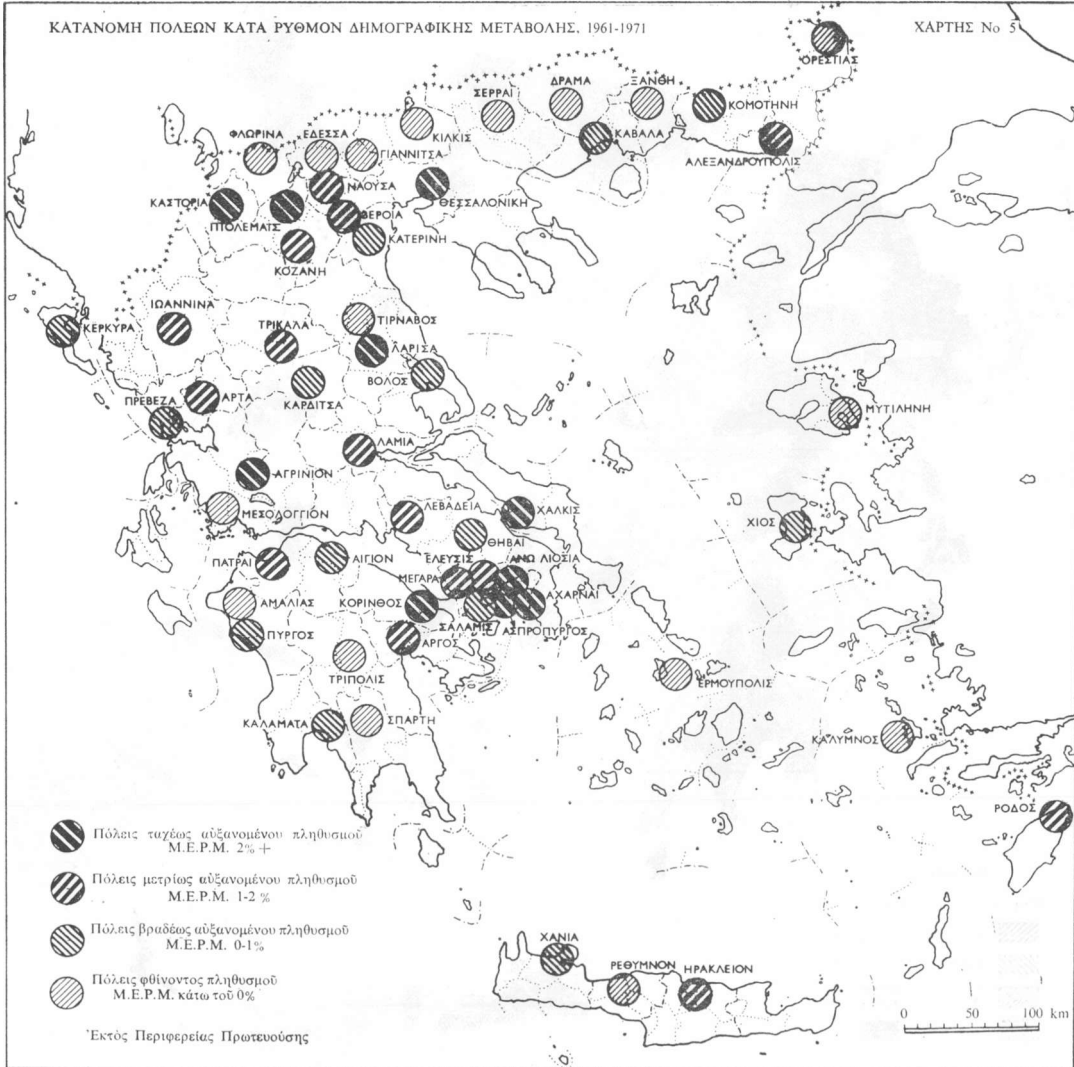 ΚΑΤΑΝΟΜΗ ΠΟΛΕΩΝ ΚΑΤΑ ΡΥΘΜΟΝ ΔΗΜΟΓΡΑΦΙΚΗΣ ΜΕΤΑΒΟΛΗΣ, 1961-1971
ΧΑΡΤΗΣ Νο 5
ΟΡΕΣΤΙΑΣ
ΞΑΝΘΗ
ΔΡΑΜΑ
ΣΕΡΡΑΙ
ΚΟΜΟΤΗΝΗ
ΚΑΒΑΛΑ
ΚΙΛΚΙΣ
ΦΛΩΡΙΝΑ
ΕΔΕΣΣΑ
ΓΙΑΝΝΙΤΣΑ
ΑΛΕΞΑΝΔΡΟΥΠΟΛΙΣ
ΝΑΟΥΣΑ
ΚΑΣΤΟΡΙΑ
ΘΕΣΣΑΛΟΝΙΚΗ
ΠΤΟΛΕΜΑΤΣ
ΒΕΡΟΙΑ
ΚΑΤΕΡΙΝΗ
ΚΟΖΑΝΗ
ΙΩΑΝΝΙΝΑ
ΤΙΡΝΑΒΟΣ
ΚΕΡΚΥΡΑ
ΤΡΙΚΑΛΑ
ΛΑΡΙΣΑ
ΒΟΛΟΣ
ΠΡΕΒΕΖΑ
ΑΡΤΑ
ΚΑΡΔΙΤΣΑ
ΜΥΤΙΛΗΝΗ
ΛΑΜΙΑ
ΑΓΡΙΝΙΟΝ
ΛΕΒΑΔΕΙΑ
ΧΑΛΚΙΣ
ΜΕΣΟΛΟΓΓΙΟΝ
ΧΙΟΣ
ΘΗΒΑΙ
ΠΑΤΡΑΙ
ΑΙΓΙΟΝ
ΕΛΕΥΣΙΣ
ΑΝΩ ΛΙΟΣΙΑ
ΜΕΓΑΡΑ
ΑΜΑΛΙΑΣ
ΚΟΡΙΝΘΟΣ
ΑΧΑΡΝΑΙ
ΣΑΛΑΜΙΣ
ΑΣΠΡΟΠΥΡΓΟΣ
ΠΥΡΓΟΣ
ΑΡΓΟΣ
ΤΡΙΠΟΛΙΣ
ΕΡΜΟΥΠΟΛΙΣ
ΚΑΛΑΜΑΤΑ
ΣΠΑΡΤΗ
ΚΑΛΥΜΝΟΣ
ΡΟΔΟΣ
Πόλεις ταχέως αὐξανομένου πληθυσμοῦ
Μ.Ε.Ρ.Μ. 2% +
Πόλεις μετρίως αὐξανομένου πληθυσμοῦ
Μ.Ε.Ρ.Μ. 1-2 %
Πόλεις βραδέως αὐξανομένου πληθυσμοῦ
Μ.Ε.Ρ.Μ. 0-1%
Πόλεις φθίνοντος πληθυσμοῦ
Μ.Ε.Ρ.Μ. κάτω τοῦ 0%
Ἐκτὸς Περιφερείας Πρωτευούσης
ΧΑΝΙΑ
ΡΕΘΥΜΝΟΝ
ΗΡΑΚΛΕΙΟΝ
0 50 100 km